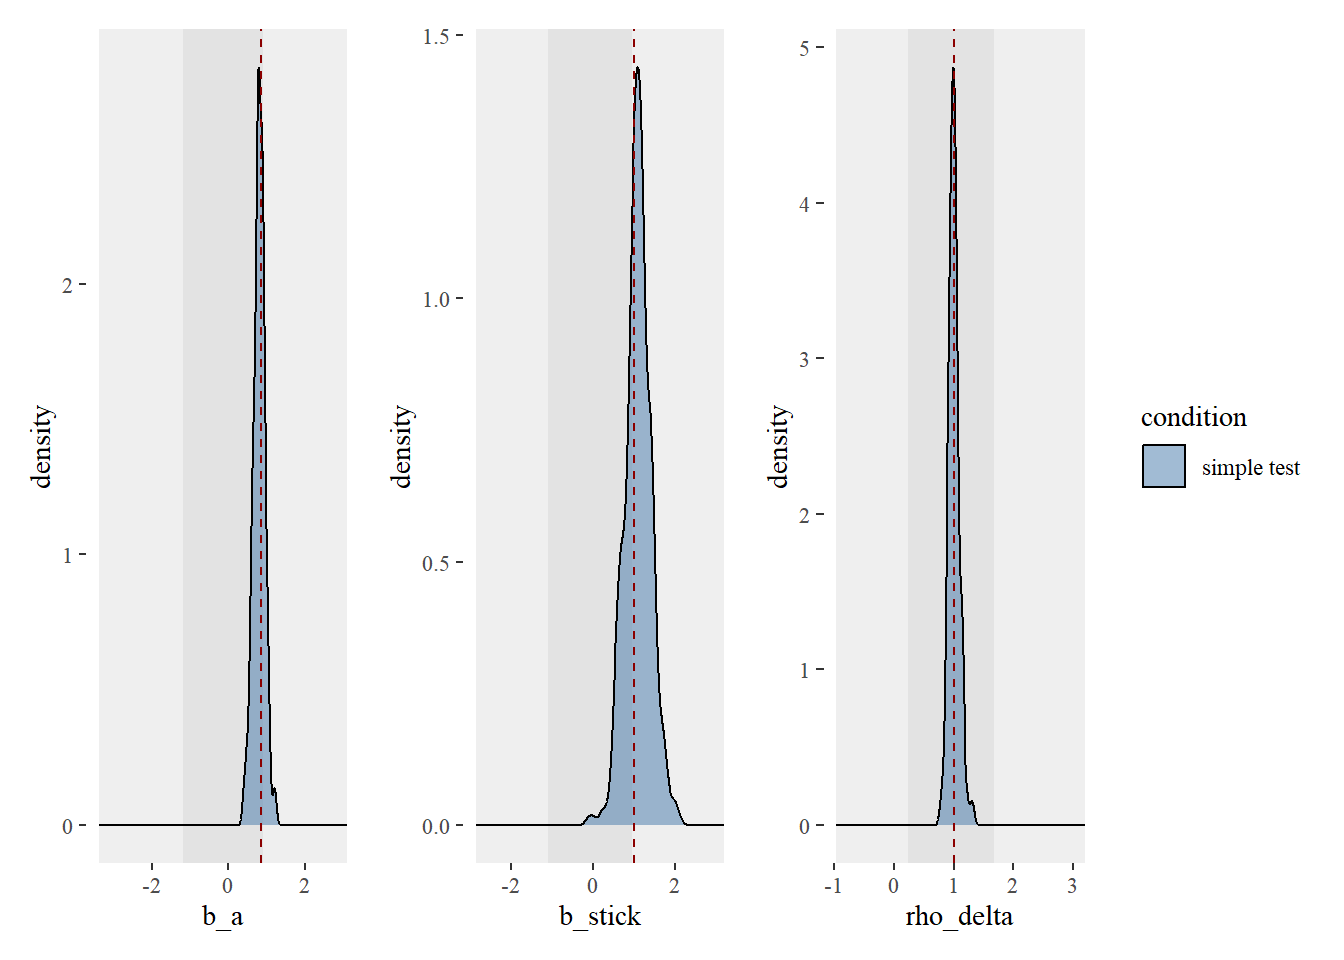 density
2
1
0
-2 0 2
b_a
density
1.5
1.0
0.5
0.0
-2 0 2
b_stick
density
5
4
3
2
1
0
-1 0 1 2 3
rho_delta
condition
simple test